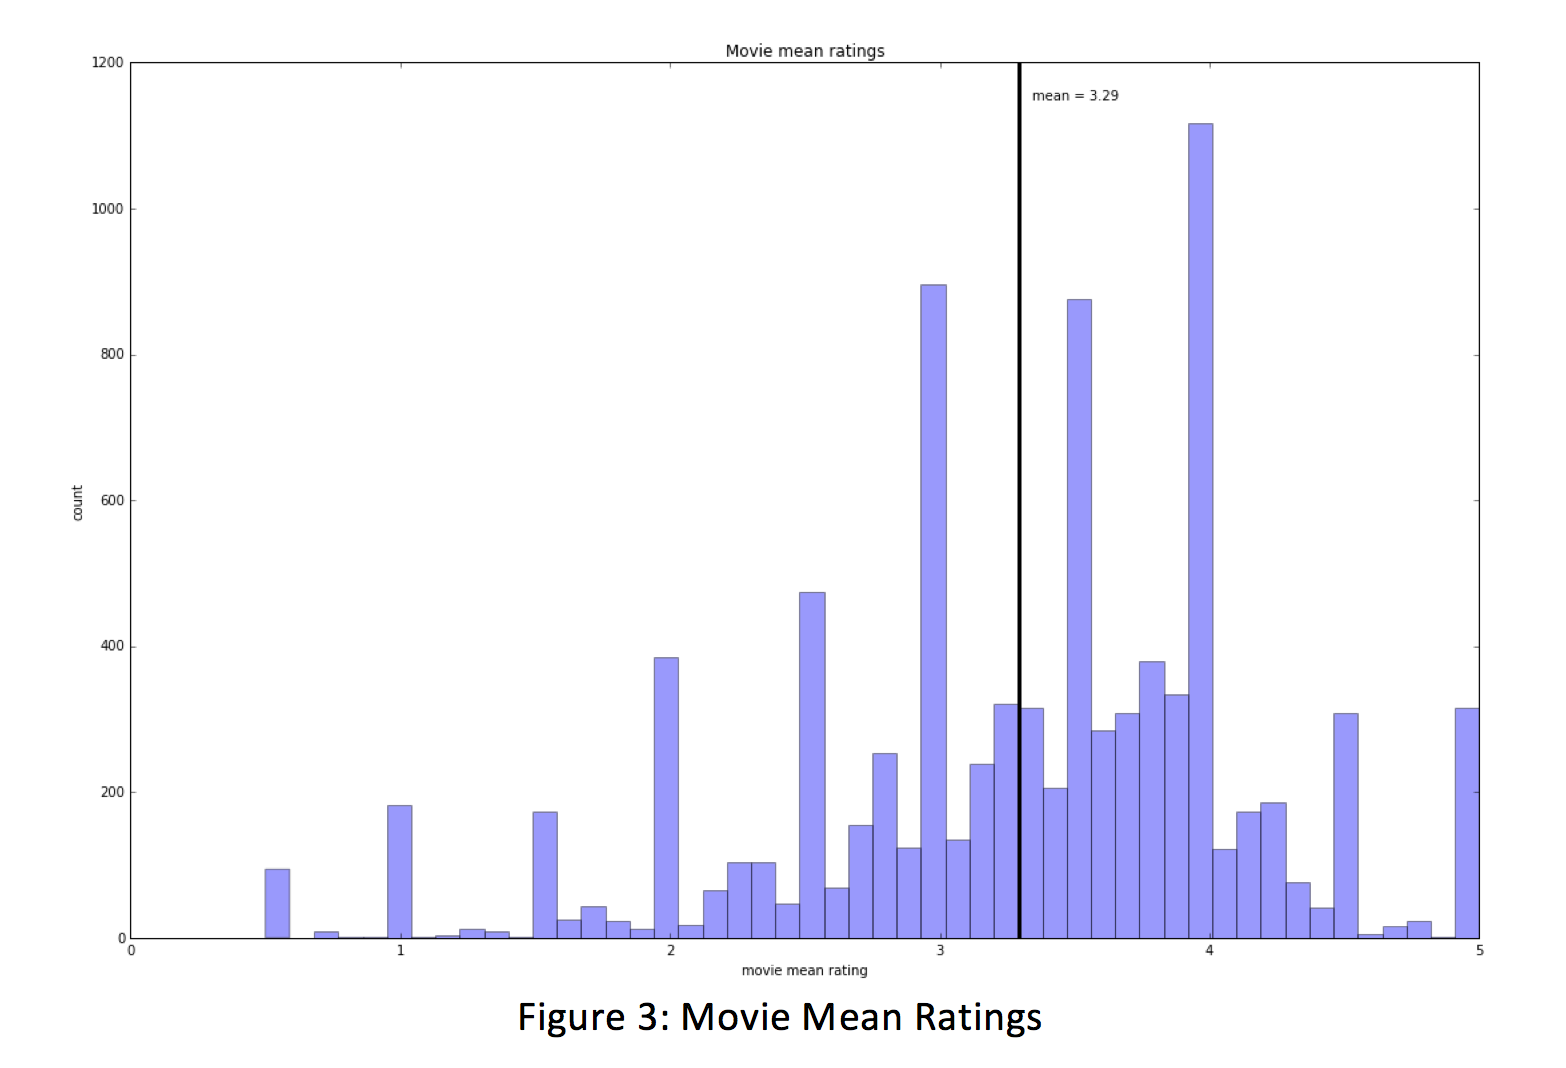 Movie mean ratings
1200
mean = 3.29
1000
800
600
400
200
0
count
0 1 2 3 4 5
movie mean rating
Figure 3: Movie Mean Ratings